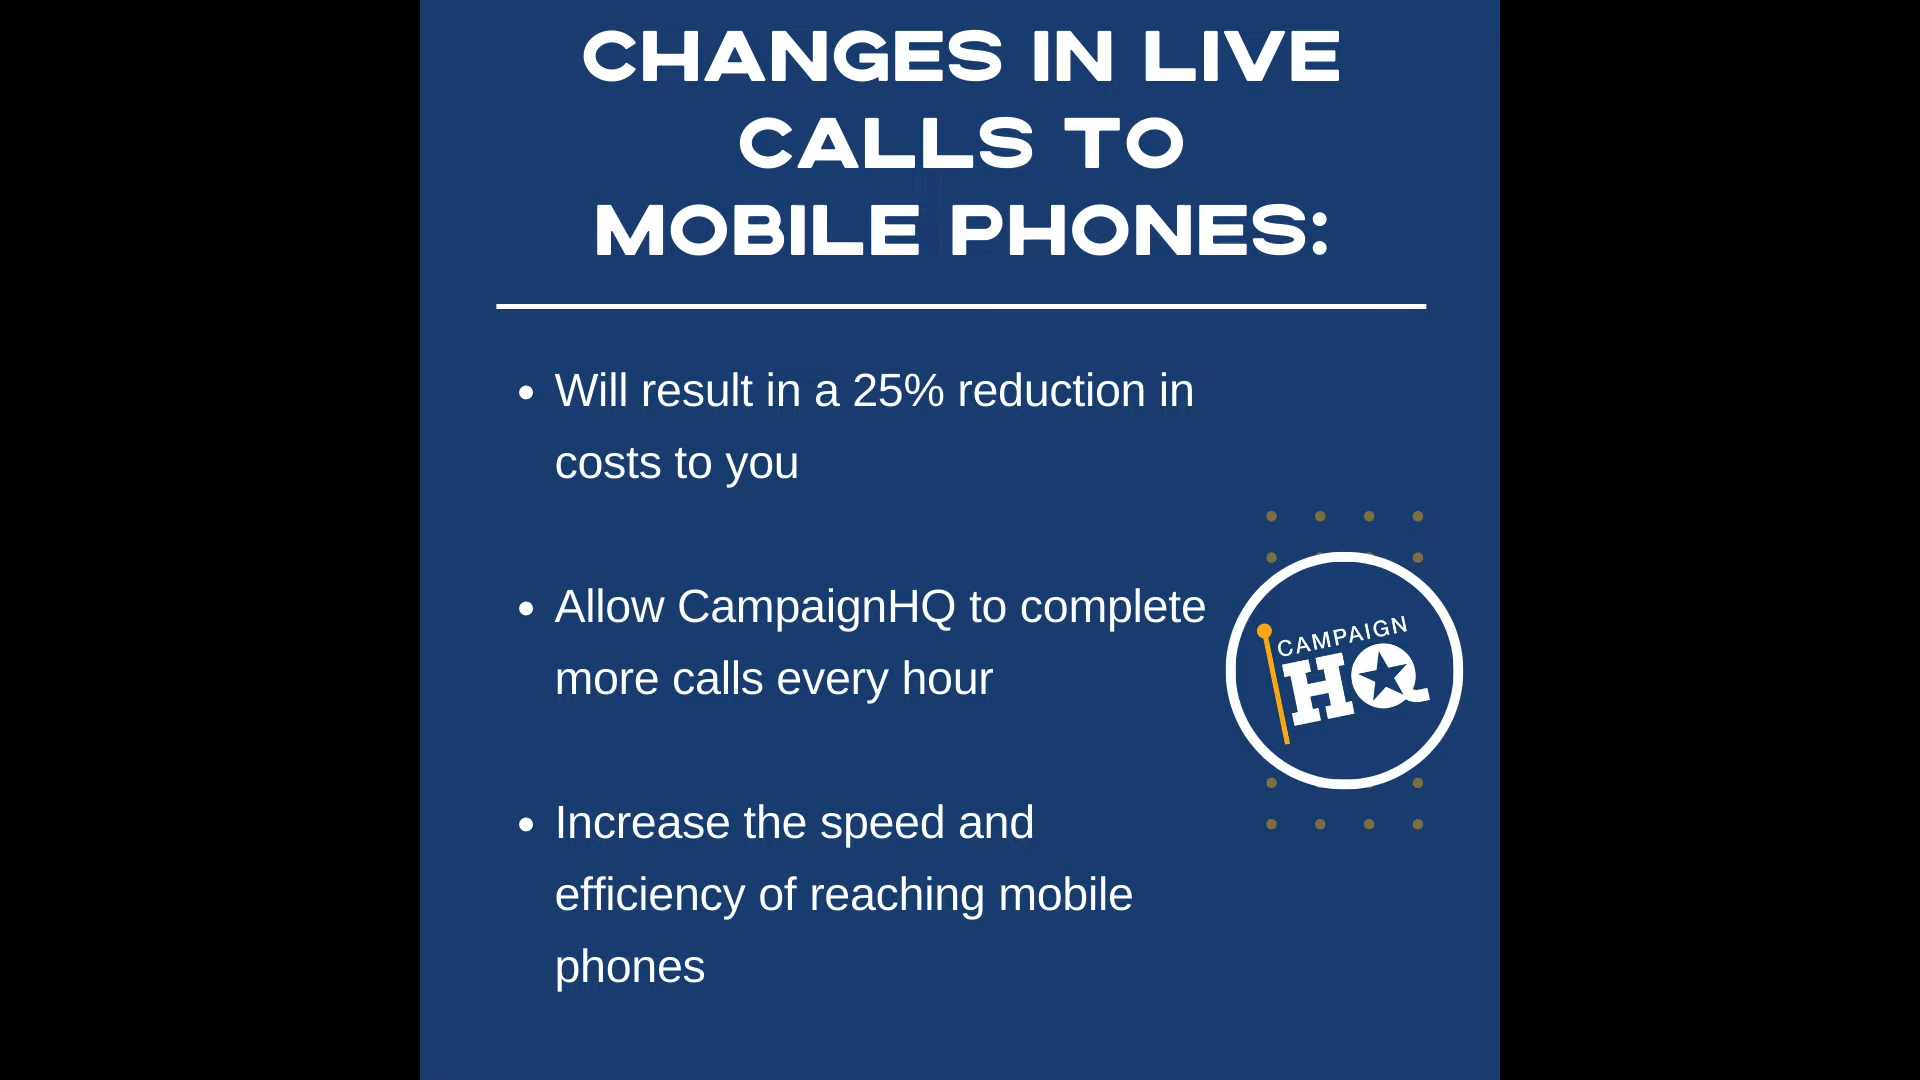 CHANGES IN LIVE
CALLS TO
MOBILE PHONES:
• Will result in a 25% reduction in
costs to you
• Allow CampaignHQ to complete
more calls every hour
• Increase the speed and
efficiency of reaching mobile
phones
CAMPAIGN
HQ